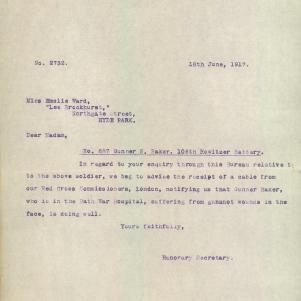 No. 2732.
18th June, 1917.
Miss Emelie Ward,
"Lea Brockhurst,"
Northgate Street,
HYDE PARK.
Dear Madam,
No. 887 Gunner S. Baker, 108th Howitzer Battery.
In regard to your enquiry through this Bureau relative to
to the above soldier, we beg to advise the receipt of a cable from
our Red Cross Commissioners, London, notifying us that Gunner Baker,
who is in the Bath War Hospital, suffering from gunshot wounds in the
face, is doing well.
Yours faithfully,
Honorary Secretary.